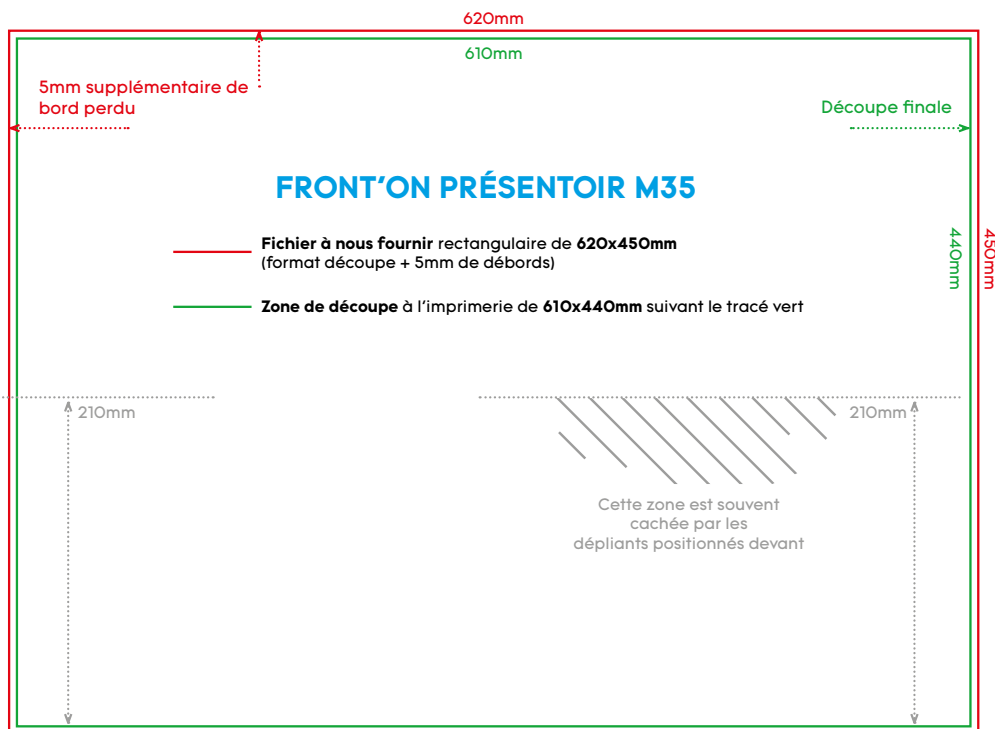 620mm
610mm
5mm supplémentaire de
bord perdu
Découpe finale
FRONT'ON PRÉSENTOIR M35
Fichier à nous fournir rectangulaire de 620x450mm
(format découpe + 5mm de débords)
440mm
450mm
Zone de découpe à l'imprimerie de 610x440mm suivant le tracé vert
210mm
210mm
Cette zone est souvent
cachée par les
dépliants positionnés devant